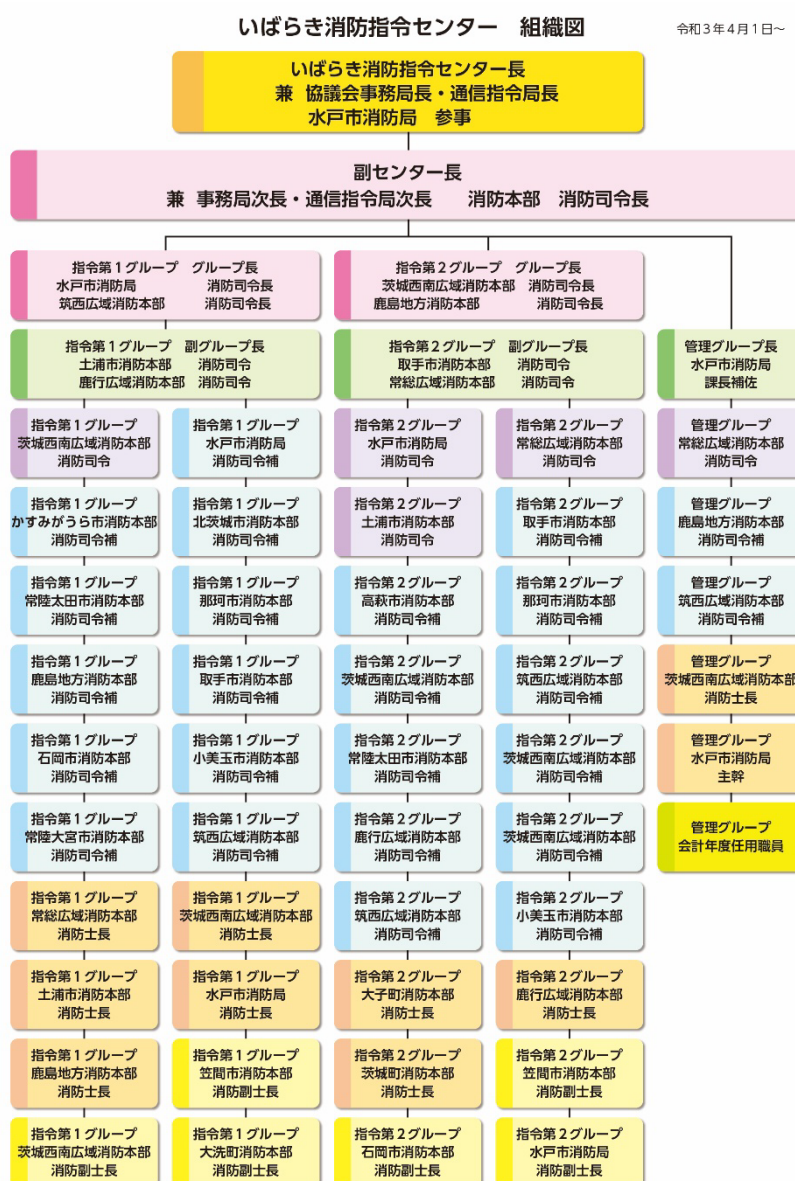 いばらき消防指令センター　組織図
令和3年4月1日～
いばらき消防指令センター長
兼　協議会事務局長・通信指令局長
水戸市消防局　参事
副センター長
兼　事務局次長・通信指令局次長　　消防本部　消防司令長
指令第1グループ　グループ長
水戸市消防局　消防司令長
筑西広域消防本部　消防司令長
指令第2グループ　グループ長
茨城西南広域消防本部　消防司令長
鹿島地方消防本部　消防司令長
指令第1グループ　副グループ長
土浦市消防本部　消防司令
鹿行広域消防本部　消防司令
指令第2グループ　副グループ長
取手市消防本部　消防司令
常総広域消防本部　消防司令
管理グループ長
水戸市消防局
課長補佐
指令第1グループ
茨城西南広域消防本部
消防司令
指令第1グループ
水戸市消防局
消防司令補
指令第2グループ
水戸市消防局
消防司令
指令第2グループ
常総広域消防本部
消防司令
管理グループ
常総広域消防本部
消防司令
指令第1グループ
かすみがうら市消防本部
消防司令補
指令第1グループ
北茨城市消防本部
消防司令補
指令第2グループ
土浦市消防本部
消防司令
指令第2グループ
取手市消防本部
消防司令補
管理グループ
鹿島地方消防本部
消防司令補
指令第1グループ
常陸太田市消防本部
消防司令補
指令第1グループ
那珂市消防本部
消防司令補
指令第2グループ
高萩市消防本部
消防司令補
指令第2グループ
那珂市消防本部
消防司令補
管理グループ
筑西広域消防本部
消防司令補
指令第1グループ
鹿島地方消防本部
消防司令補
指令第1グループ
取手市消防本部
消防司令補
指令第2グループ
茨城西南広域消防本部
消防司令補
指令第2グループ
筑西広域消防本部
消防司令補
管理グループ
茨城西南広域消防本部
消防士長
指令第1グループ
石岡市消防本部
消防司令補
指令第1グループ
小美玉市消防本部
消防司令補
指令第2グループ
常陸太田市消防本部
消防司令補
指令第2グループ
茨城西南広域消防本部
消防司令補
管理グループ
水戸市消防局
主幹
指令第1グループ
常陸大宮市消防本部
消防司令補
指令第1グループ
筑西広域消防本部
消防司令補
指令第2グループ
鹿行広域消防本部
消防司令補
指令第2グループ
茨城西南広域消防本部
消防司令補
管理グループ
会計年度任用職員
指令第1グループ
常総広域消防本部
消防士長
指令第1グループ
茨城西南広域消防本部
消防士長
指令第2グループ
筑西広域消防本部
消防司令補
指令第2グループ
小美玉市消防本部
消防司令補
指令第1グループ
土浦市消防本部
消防士長
指令第1グループ
水戸市消防局
消防士長
指令第2グループ
大子町消防本部
消防士長
指令第2グループ
鹿行広域消防本部
消防士長
指令第1グループ
鹿島地方消防本部
消防士長
指令第1グループ
笠間市消防本部
消防副士長
指令第2グループ
茨城町消防本部
消防士長
指令第2グループ
笠間市消防本部
消防副士長
指令第1グループ
茨城西南広域消防本部
消防副士長
指令第1グループ
大洗町消防本部
消防副士長
指令第2グループ
石岡市消防本部
消防副士長
指令第2グループ
水戸市消防局
消防副士長